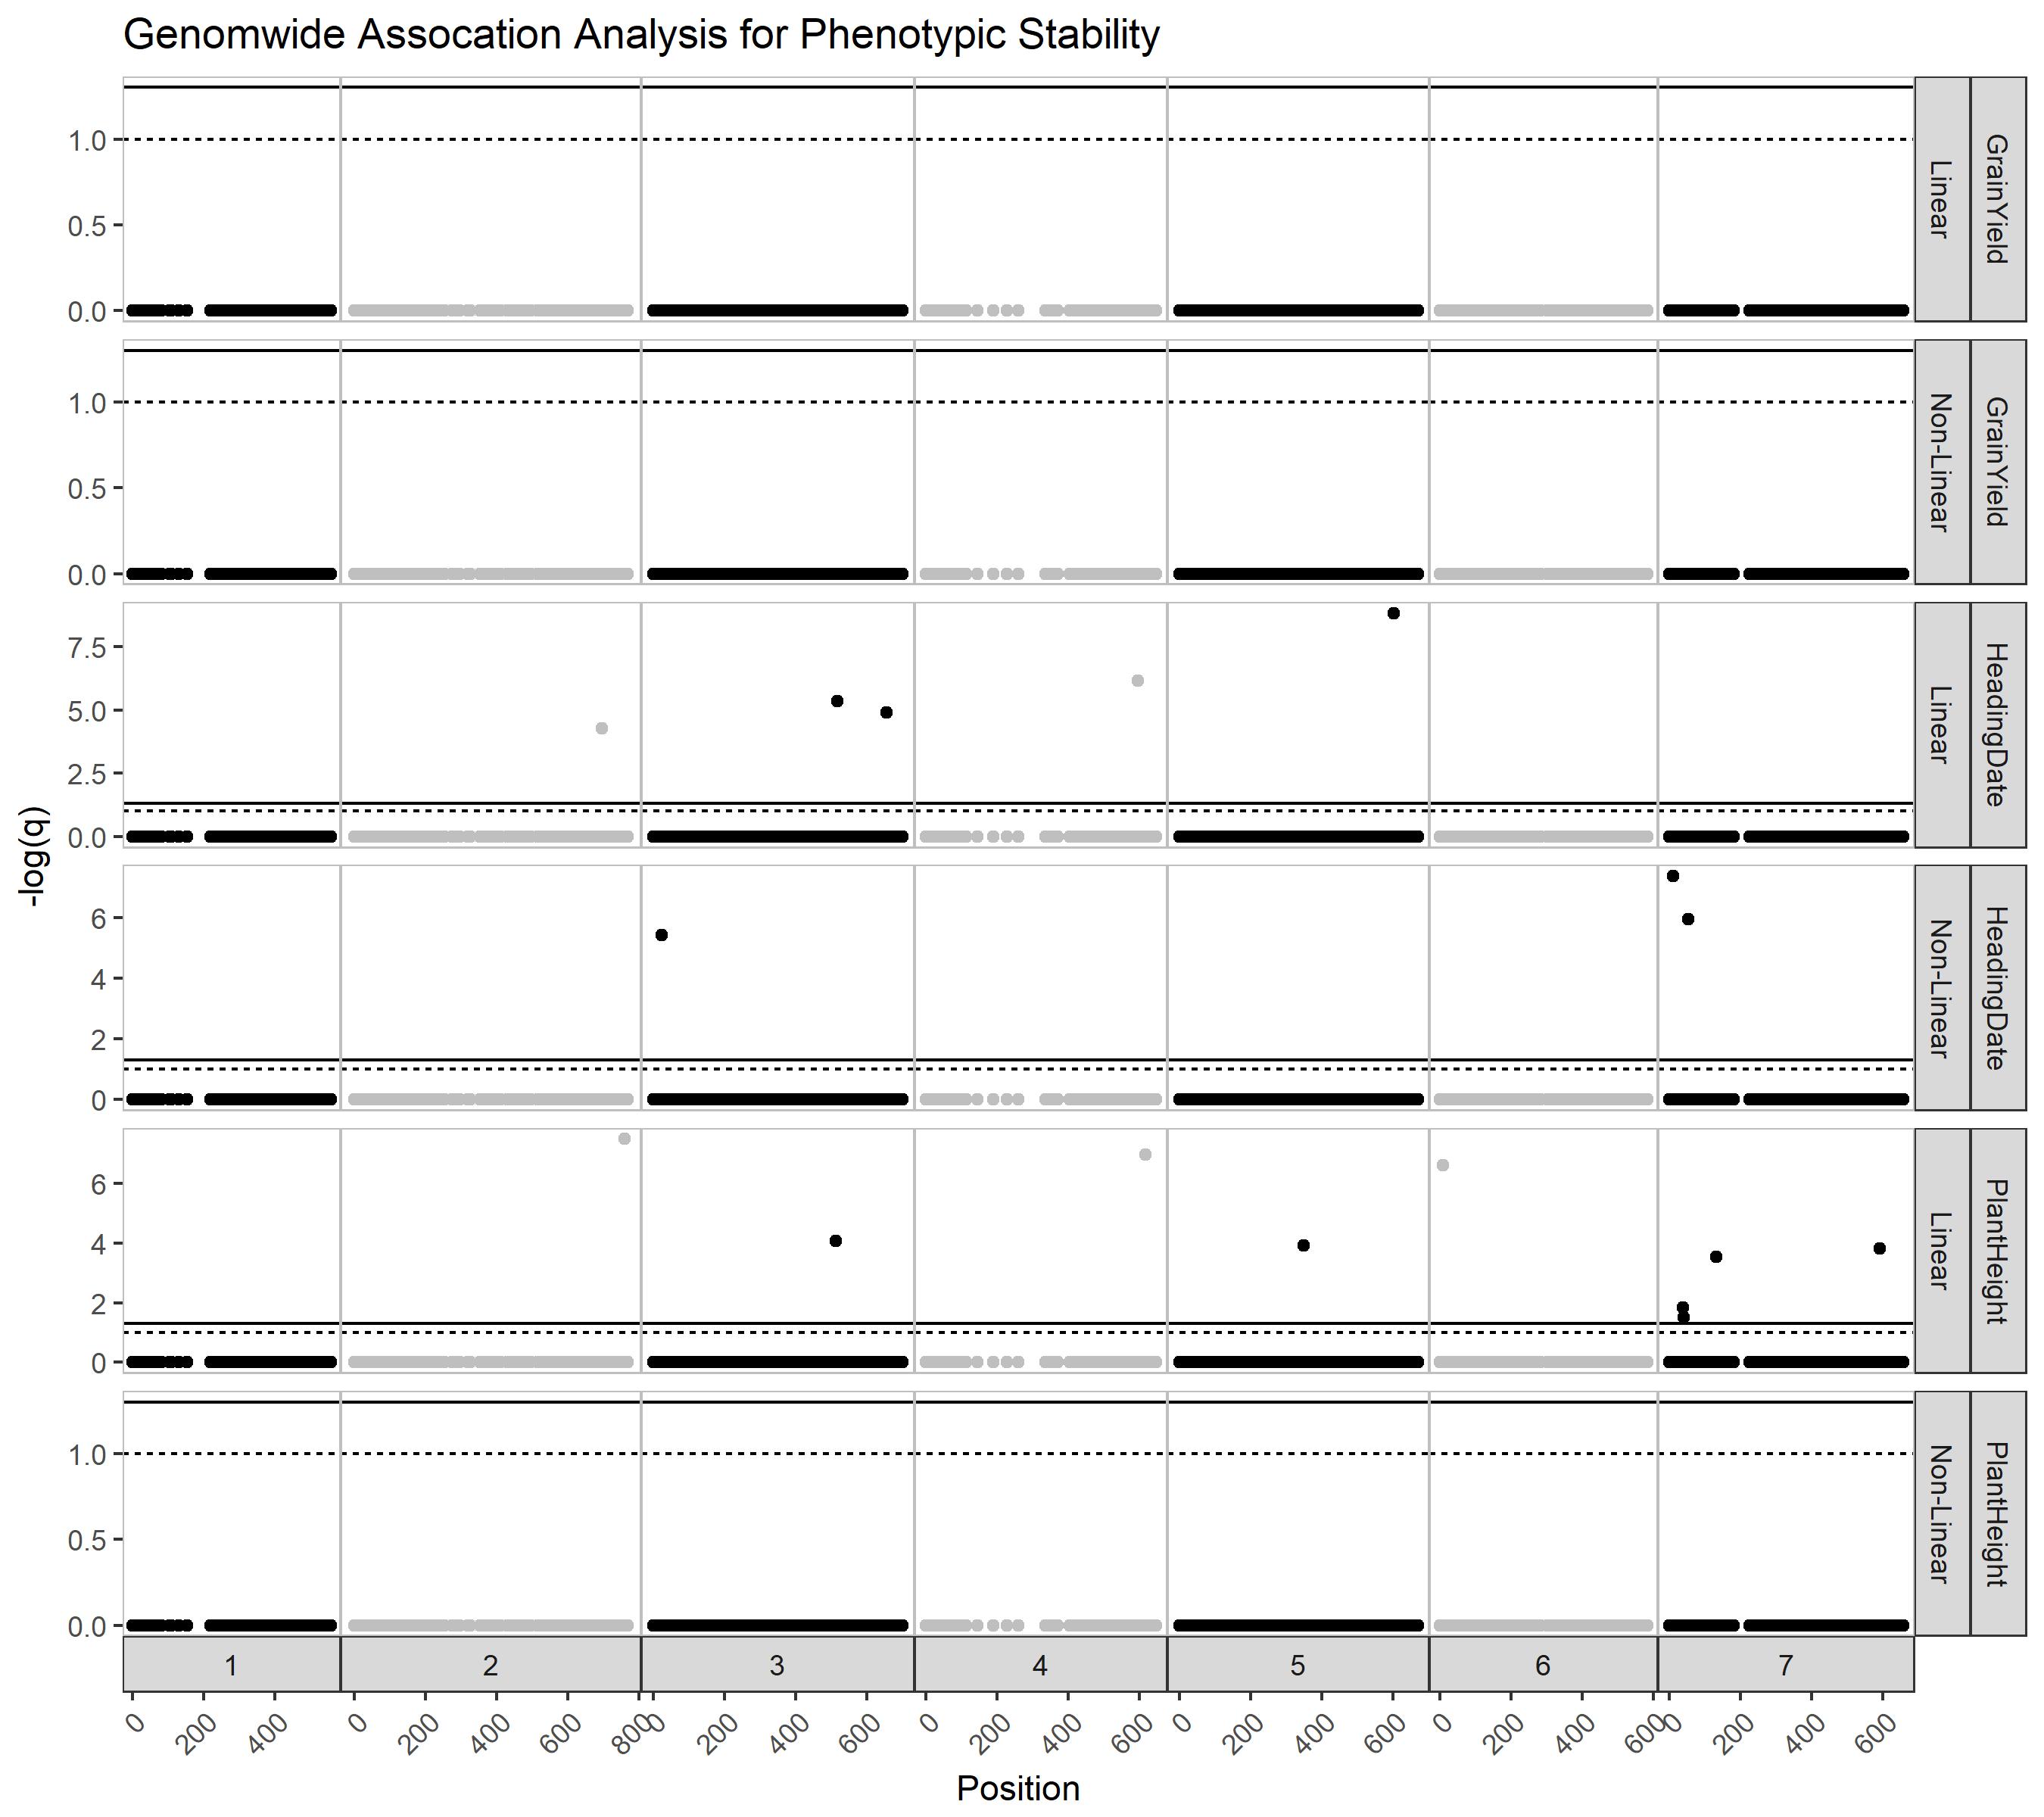 Genomwide Assocation Analysis for Phenotypic Stability
-log(q)
1.0
0.5
0.0
Linear
GrainYield
1.0
0.5
0.0
Non-Linear
GrainYield
7.5
5.0
2.5
0.0
Linear
HeadingDate
6
4
2
0
Non-Linear
HeadingDate
6
4
2
0
Linear
PlantHeight
1.0
0.5
0.0
Non-Linear
PlantHeight
1 2 3 4 5 6 7
0 200 400 0 200 400 600 800 0 200 400 600 0 200 400 600 0 200 400 600 0 200 400 600 0 200 400 600
Position